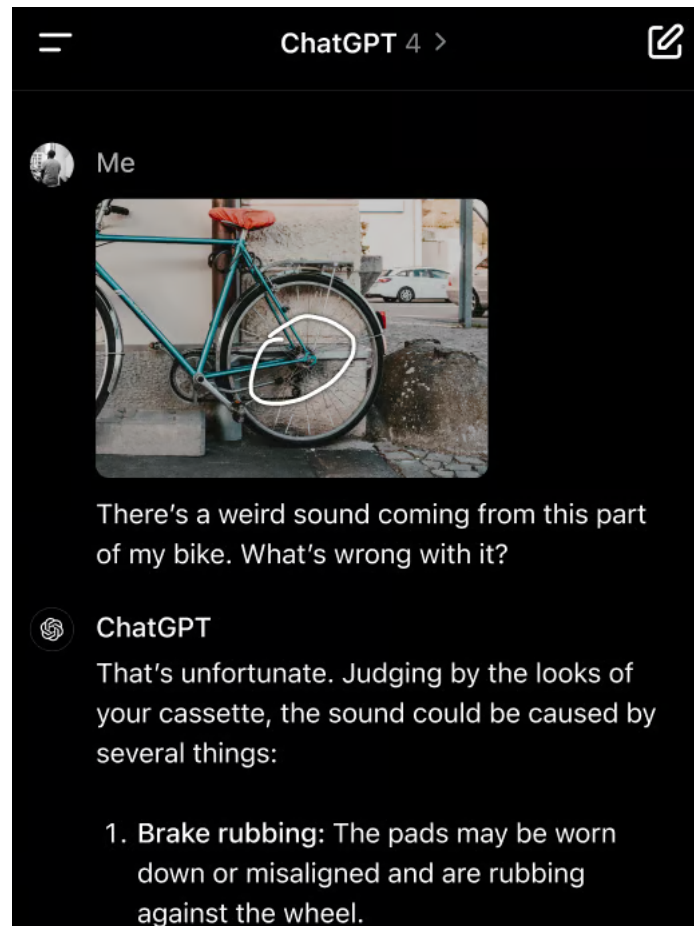 ChatGPT 4 >
Me
There’s a weird sound coming from this part
of my bike. What’s wrong with it?
ChatGPT
That’s unfortunate. Judging by the looks of
your cassette, the sound could be caused by
several things:
1. Brake rubbing: The pads may be worn
down or misaligned and are rubbing
against the wheel.